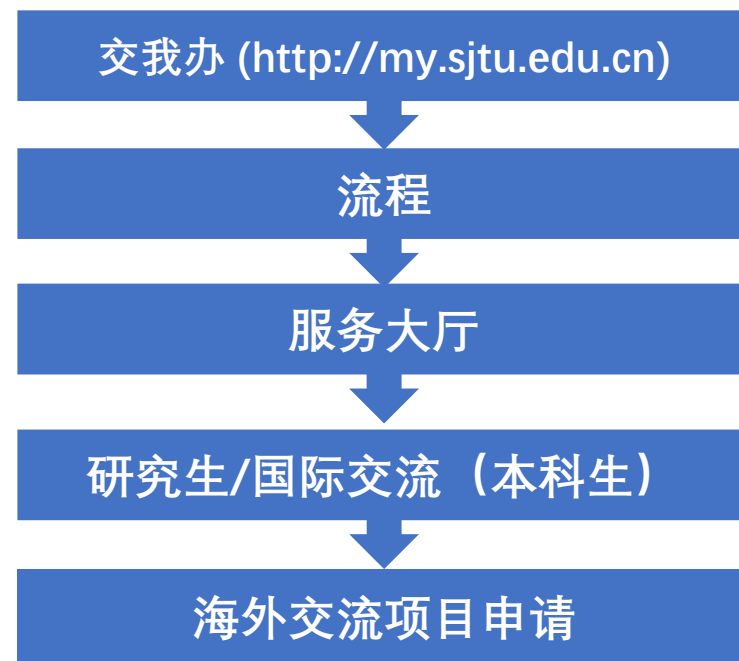 交我办 (http://my.sjtu.edu.cn)
流程
服务大厅
研究生/国际交流（本科生）
海外交流项目申请